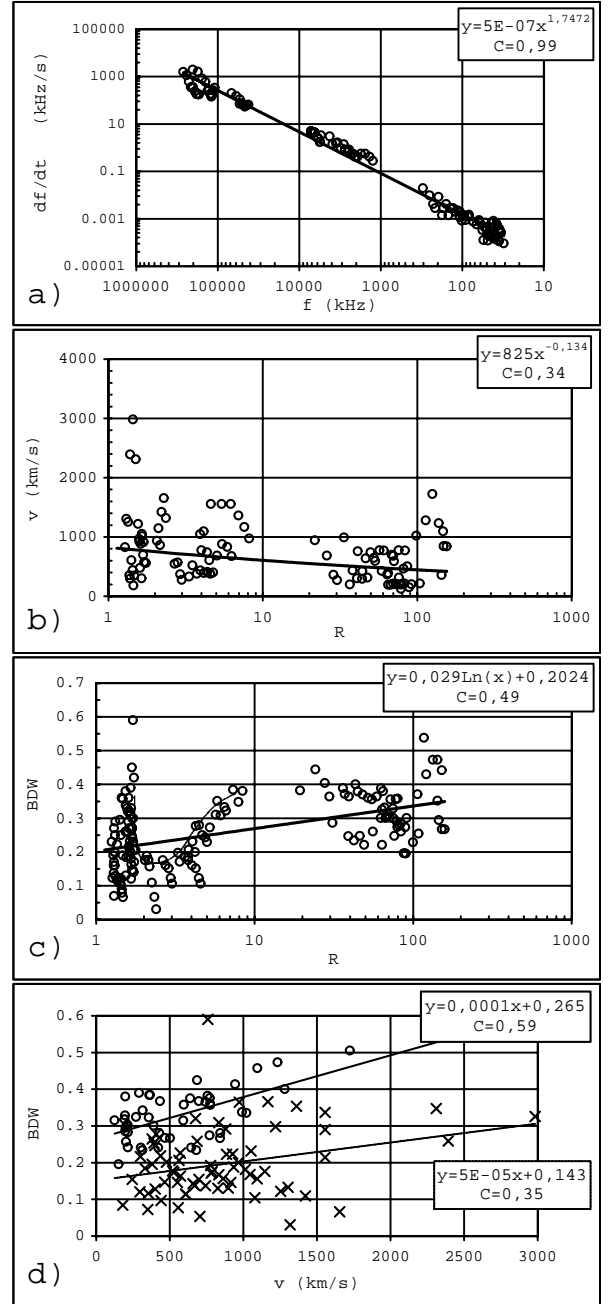 y=5E-07x^1,7472
C=0,99
100000
1000
10
0.1
0.001
0.00001
df/dt (kHz/s)
1000000 100000 10000 1000 100 10
f (kHz)
a)
y=825x^-0,134
C=0,34
4000
3000
2000
1000
0
v (km/s)
1 10 100 1000
R
b)
y=0,029Ln(x)+0,2024
C=0,49
0.7
0.6
0.5
0.4
0.3
0.2
0.1
0
BDW
1 10 100 1000
R
c)
y=0,0001x+0,265
C=0,59
0.6
0.5
0.4
0.3
0.2
0.1
0
BDW
y=5E-05x+0,143
C=0,35
0 500 1000 1500 2000 2500 3000
v (km/s)
d)